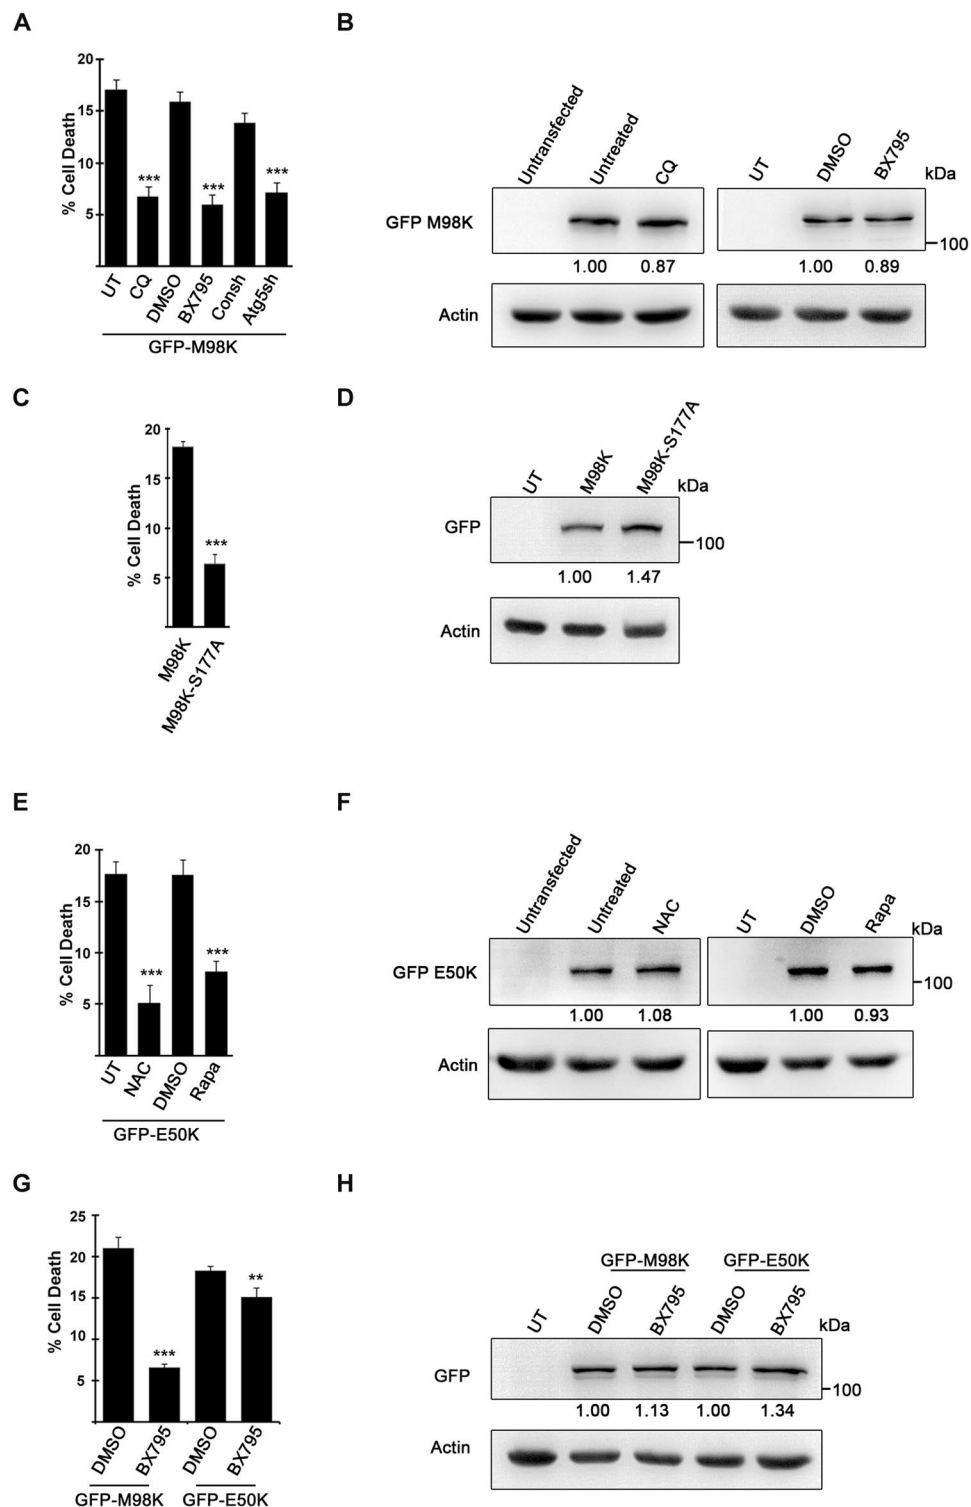 A
20
15
10
5
% Cell Death
UT
CQ
DMSO
BX795
Consh
Atg5sh
***
***
***
GFP-M98K
B
Untransfected
Untreated
CQ
UT
DMSO
BX795
kDa
GFP M98K
100
1.00 0.87 1.00 0.89
Actin
C
20
15
10
5
% Cell Death
***
M98K
M98K-S177A
D
UT
M98K
M98K-S177A
kDa
GFP
100
1.00 1.47
Actin
E
20
15
10
5
% Cell Death
***
***
UT
NAC
DMSO
Rapa
GFP-E50K
F
Untransfected
Untreated
NAC
UT
DMSO
Rapa
kDa
GFP E50K
100
1.00 1.08 1.00 0.93
Actin
G
25
20
15
10
5
% Cell Death
***
**
DMSO
BX795
DMSO
BX795
GFP-M98K GFP-E50K
H
GFP-M98K GFP-E50K
UT
DMSO
BX795
DMSO
BX795
kDa
GFP
100
1.00 1.13 1.00 1.34
Actin